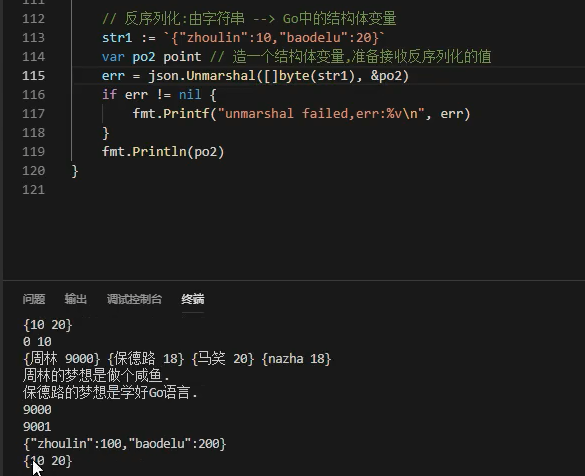 111
112 // 反序列化:由字符串 --> Go中的结构体变量
113 str1 := `{"zhoulin":10,"baodelu":20}`
114 var po2 point // 造一个结构体变量,准备接收反序列化的值
115 err = json.Unmarshal([]byte(str1), &po2)
116 if err != nil {
117 fmt.Printf("unmarshal failed,err:%v\n", err)
118 }
119 fmt.Println(po2)
120 }
121
问题 输出 调试控制台 终端
{10 20}
0 10
{周林 9000} {保德路 18} {马笑 20} {nazha 18}
周林的梦想是做个咸鱼.
保德路的梦想是学好Go语言.
9000
9001
{"zhoulin":100,"baodelu":200}
{10 20}